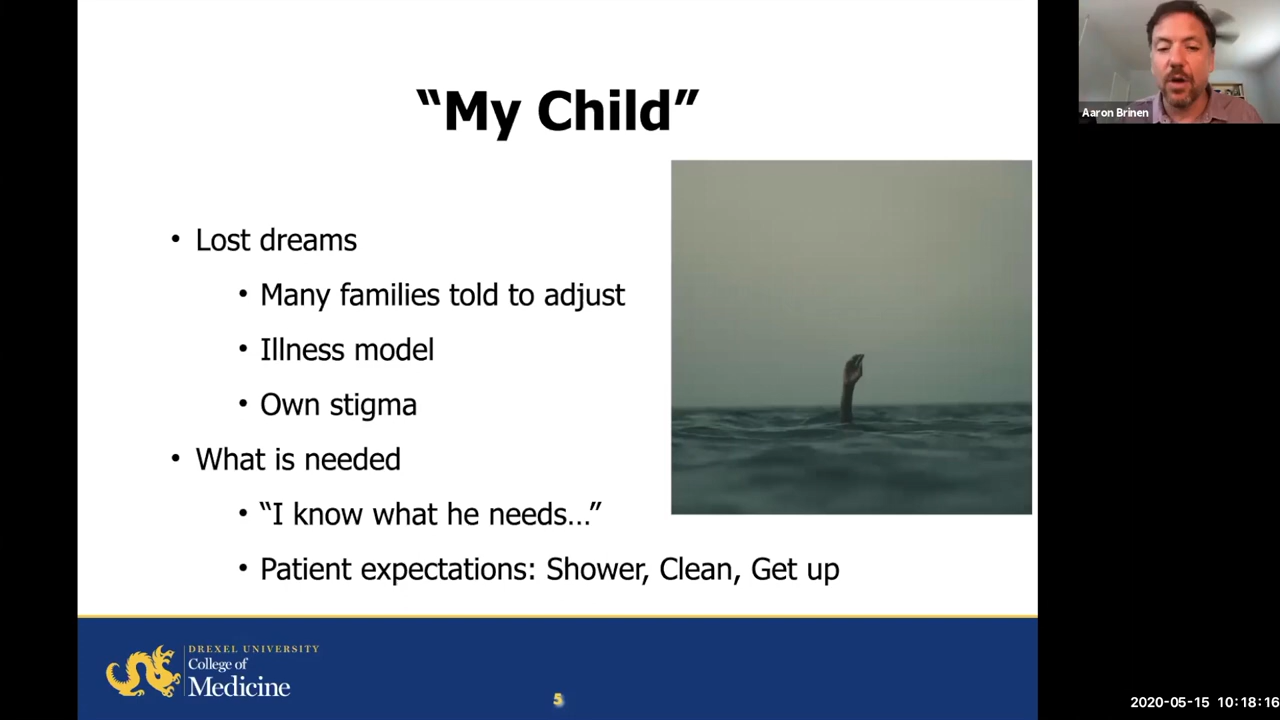 “My Child”
Aaron Brinen
• Lost dreams
• Many families told to adjust
• Illness model
• Own stigma
• What is needed
• “I know what he needs…”
• Patient expectations: Shower, Clean, Get up
DREXEL UNIVERSITY
College of
Medicine
5
2020-05-15 10:18:16